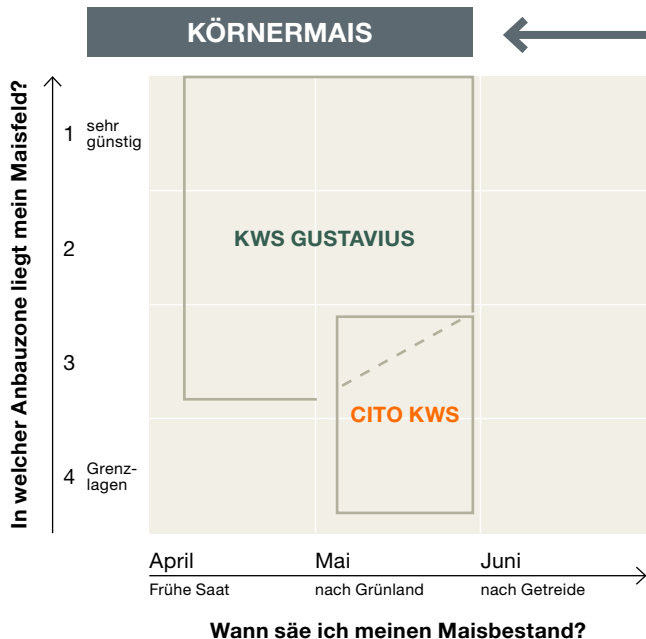 KÖRNERMAIS
In welcher Anbauzone liegt mein Maisfeld?
1 sehr
günstig
2
KWS GUSTAVIUS
3
CITO KWS
4 Grenz-
lagen
April Mai Juni
Frühe Saat nach Grünland nach Getreide
Wann säe ich meinen Maisbestand?